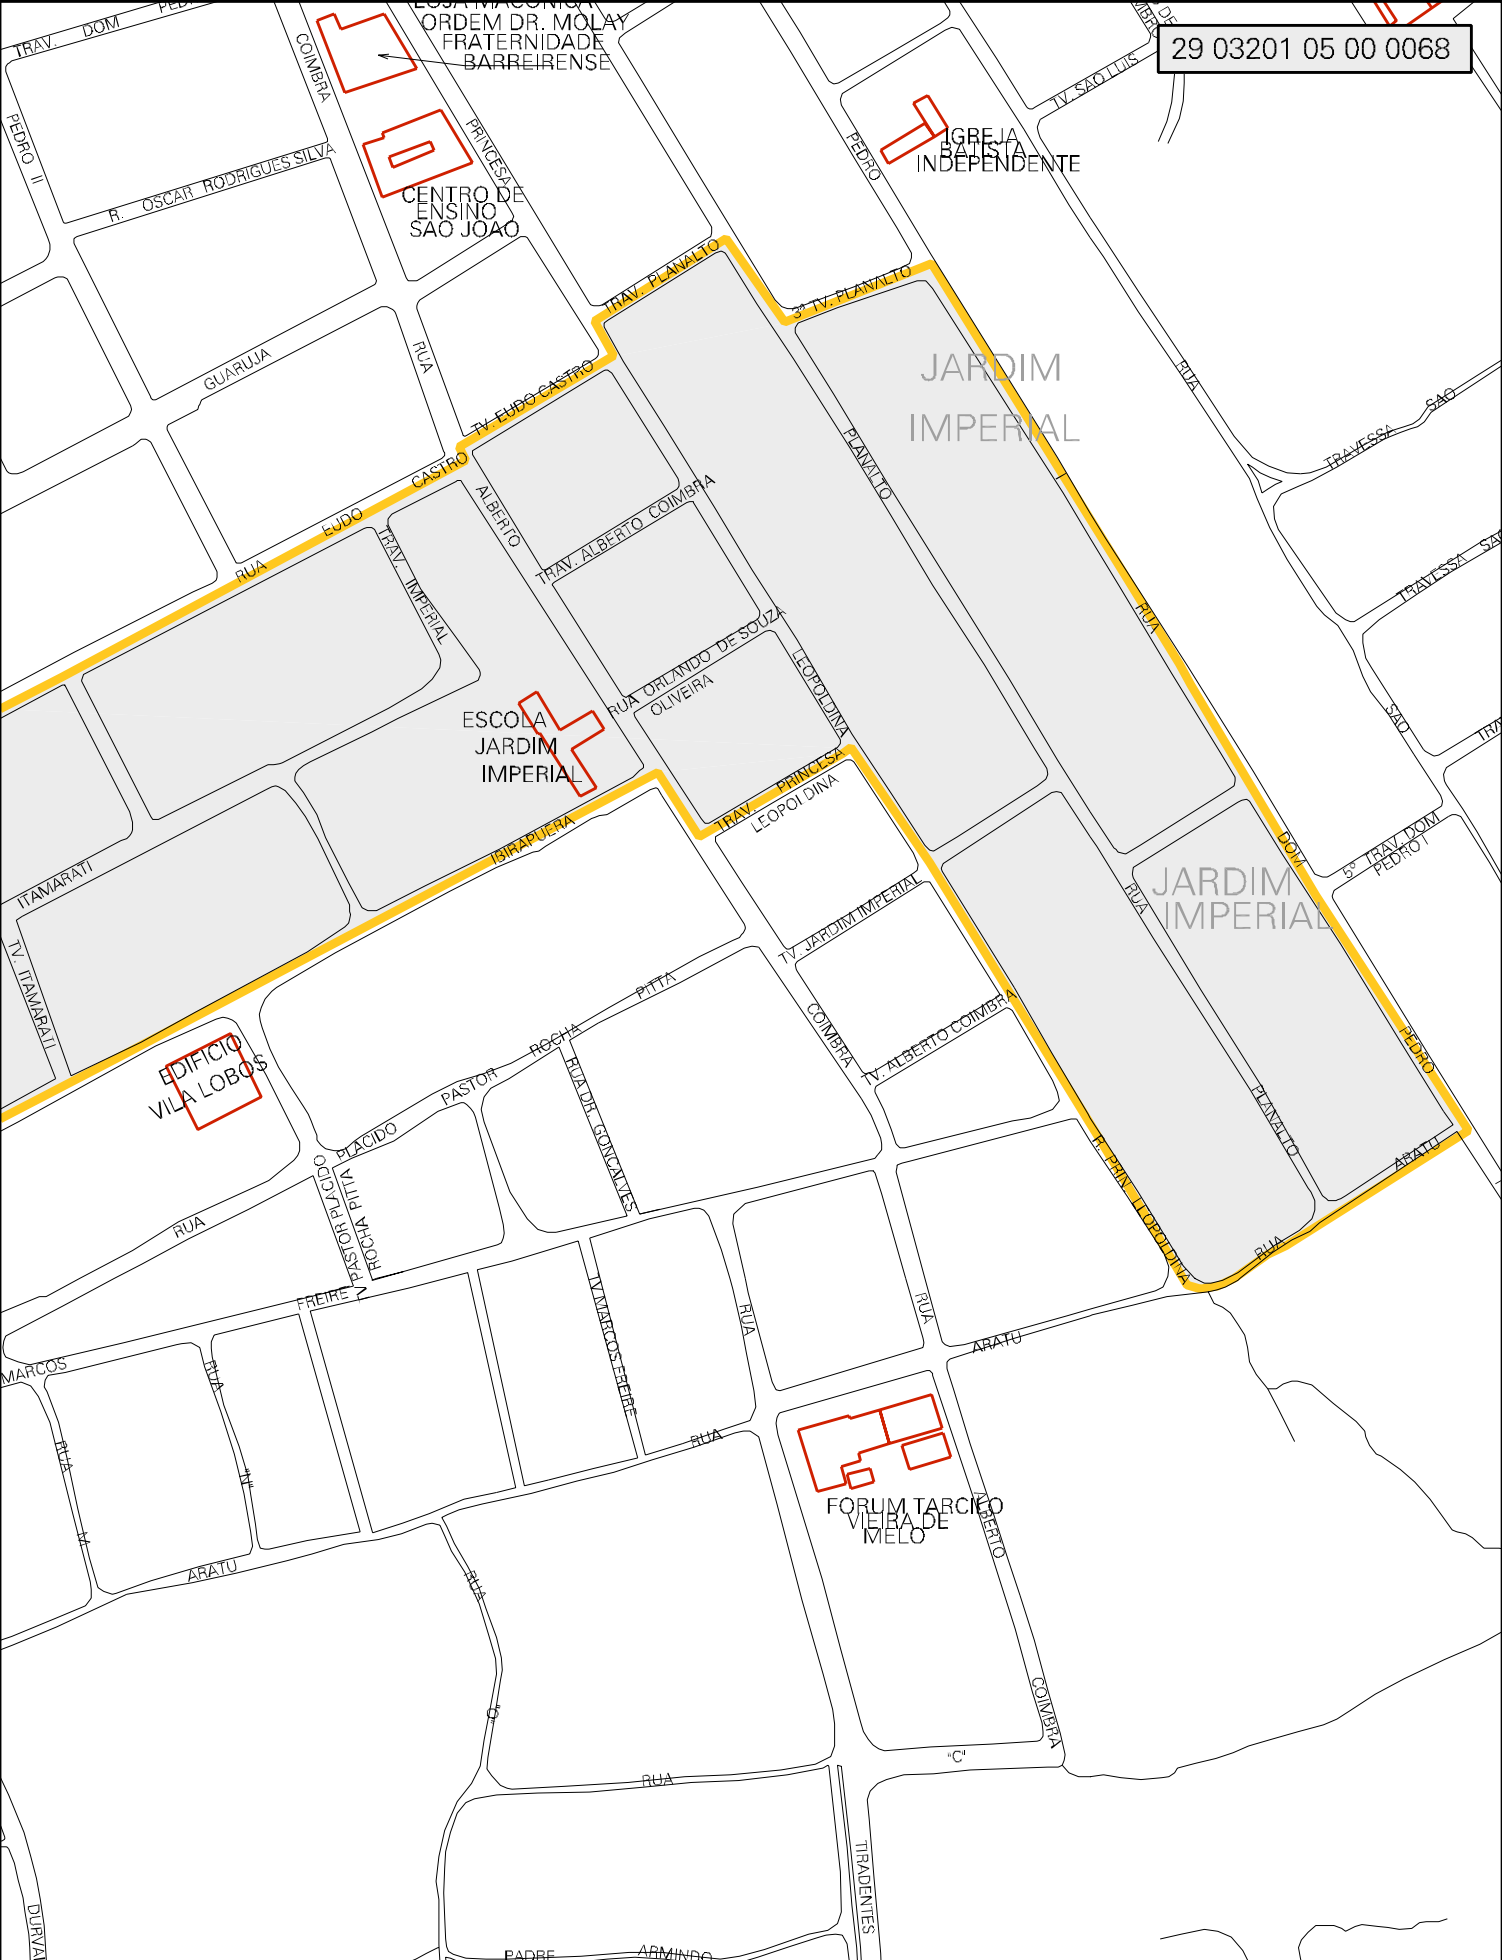 LOJA MACONICA
ORDEM DR. MOLAY
FRATERNIDADE
BARREIRENSE
29 03201 05 00 0068
TRAV. DOM
COIMBRA
TV. SAO LUIS
PEDRO II
PRINCESA
PEDRO
IGREJA
BATISTA
INDEPENDENTE
R. OSCAR RODRIGUES SILVA
CENTRO DE
ENSINO
SAO JOAO
TRAV. PLANALTO
3ª TV. PLANALTO
GUARUJA
RUA
TV. EUDO CASTRO
JARDIM
IMPERIAL
RUA
TRAVESSA SAO
RUA EUDO CASTRO
ALBERTO
PLANALTO
I
TRAV. ALBERTO COIMBRA
TRAV. IMPERIAL
TRAVESSA SAO
RUA
RUA ORLANDO DE SOUZA
OLIVEIRA
LEOPOLDINA
SAO
ESCOLA
JARDIM
IMPERIAL
TRAV. PRINCESA
LEOPOLDINA
IBIRAPUERA
DOM
5° TRAV. DOM
PEDRO I
ITAMARATI
TV. ITAMARATI
TV. JARDIM IMPERIAL
RUA
JARDIM
IMPERIAL
PITTA
ROCHA
PASTOR
PLACIDO
RUA
COIMBRA
TV. ALBERTO COIMBRA
PEDRO
EDIFICIO
VILA LOBOS
RUA DR. GONCALVES
PLANALTO
R. PRIN. LEOPOLDINA
RUA ARATU
V. PASTOR PLACIDO
ROCHA PITTA
FREIRE
MARCOS
TV MARCOS FREIRE
RUA
RUA
ARATU
RUA
"N"
RUA
M
RUA
ARATU
FORUM TARCILO
VIEIRA DE
MELO
ALBERTO
COIMBRA
RUA
"O"
RUA
"C"
TIRADENTES
PADRE ARMINDO